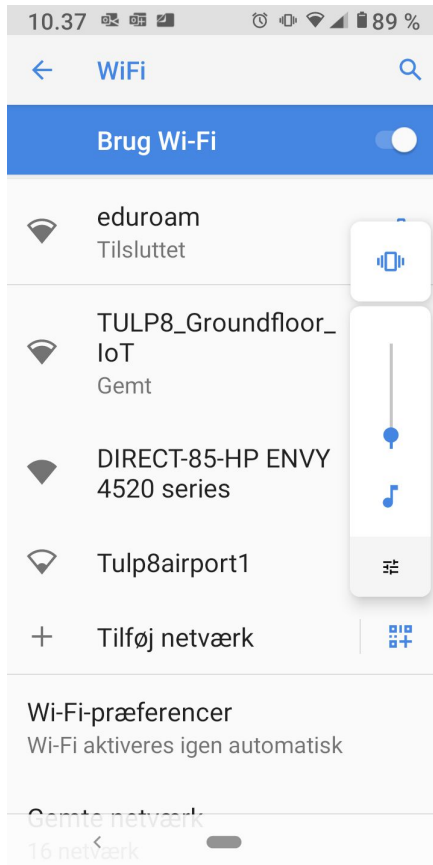 10.37 89 %
WiFi
Brug Wi-Fi
eduroam
Tilsluttet
TULP8_Groundfloor_
IoT
Gemt
DIRECT-85-HP ENVY
4520 series
Tulp8airport1
Tilføj netværk
Wi-Fi-præferencer
Wi-Fi aktiveres igen automatisk
Gemte netværk
16 netværk